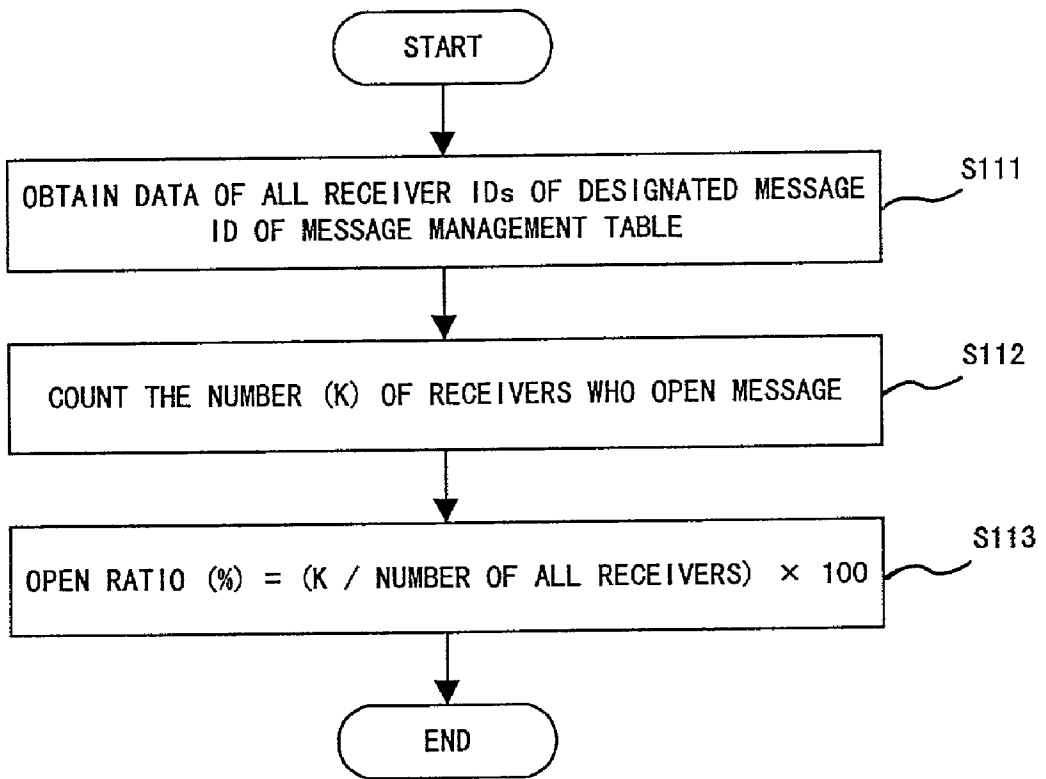 START
OBTAIN DATA OF ALL RECEIVER IDs OF DESIGNATED MESSAGE
ID OF MESSAGE MANAGEMENT TABLE
S111
COUNT THE NUMBER (K) OF RECEIVERS WHO OPEN MESSAGE
S112
OPEN RATIO (%) = (K / NUMBER OF ALL RECEIVERS) × 100
S113
END